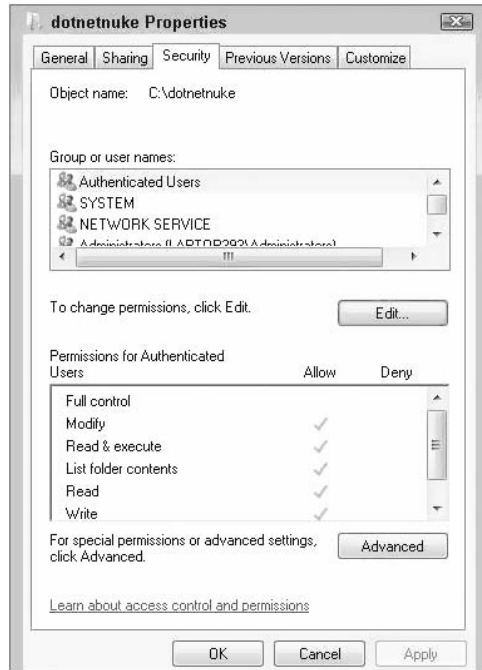 dotnetnuke Properties
General Sharing Security Previous Versions Customize
Object name: C:\dotnetnuke
Group or user names:
Authenticated Users
SYSTEM
NETWORK SERVICE
Administrators (LAPTOP292\Administrators)
To change permissions, click Edit.
Edit...
Permissions for Authenticated
Users Allow Deny
Full control
Modify
Read & execute
List folder contents
Read
Write
For special permissions or advanced settings,
click Advanced.
Advanced
Learn about access control and permissions
OK Cancel Apply